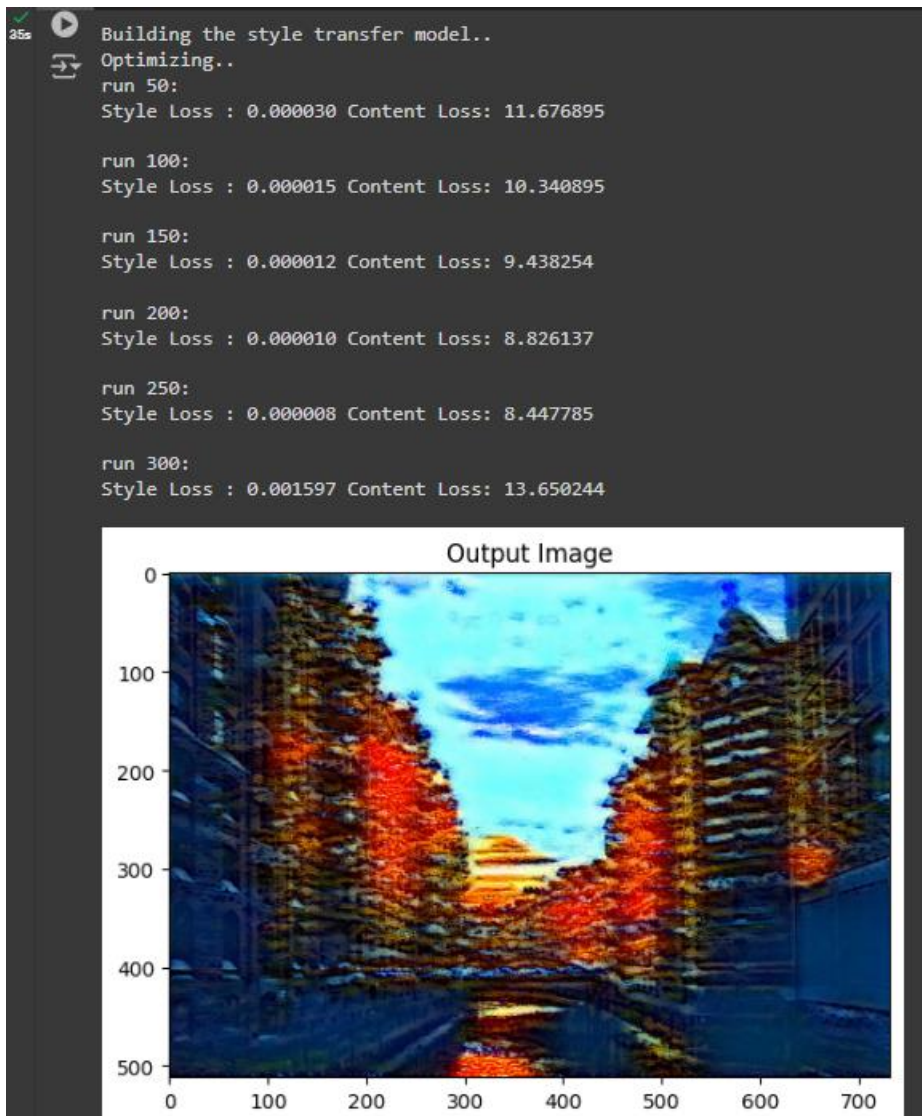 35s
Building the style transfer model..
Optimizing..
run 50:
Style Loss : 0.000030 Content Loss: 11.676895
run 100:
Style Loss : 0.000015 Content Loss: 10.340895
run 150:
Style Loss : 0.000012 Content Loss: 9.438254
run 200:
Style Loss : 0.000010 Content Loss: 8.826137
run 250:
Style Loss : 0.000008 Content Loss: 8.447785
run 300:
Style Loss : 0.001597 Content Loss: 13.650244
Output Image
0
100
200
300
400
500
0 100 200 300 400 500 600 700